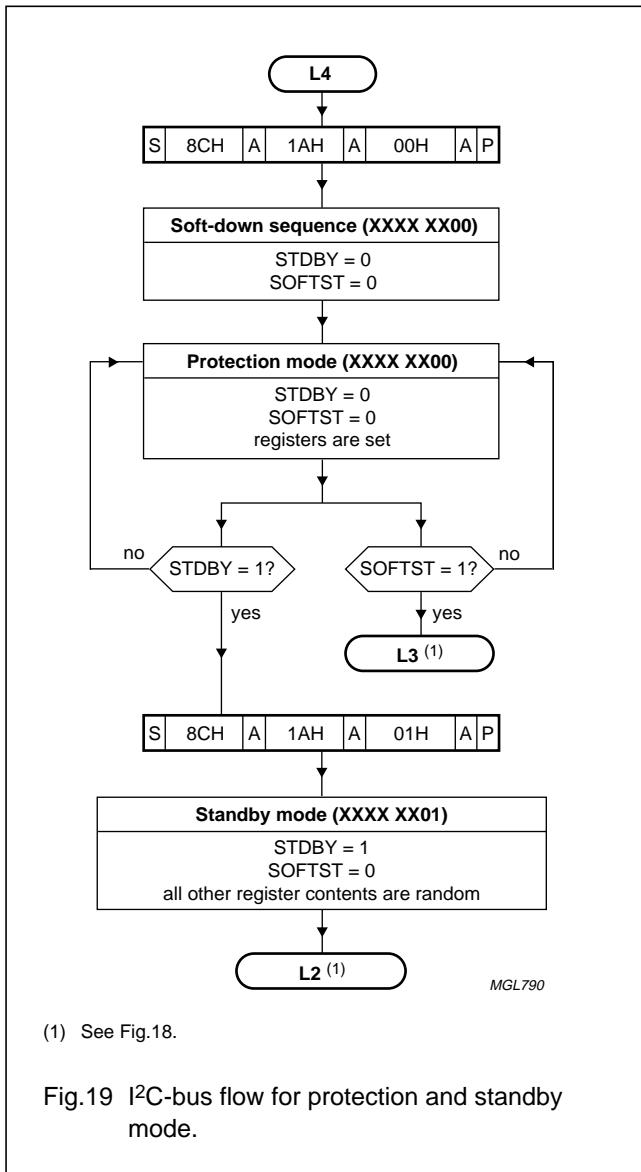 L4
S 8CH A 1AH A 00H A P
Soft-down sequence (XXXX XX00)
STDBY = 0
SOFTST = 0
Protection mode (XXXX XX00)
STDBY = 0
SOFTST = 0
registers are set
no STDBY = 1? SOFTST = 1? no
yes yes
L3 (1)
S 8CH A 1AH A 01H A P
Standby mode (XXXX XX01)
STDBY = 1
SOFTST = 0
all other register contents are random
L2 (1)
MGL790
(1) See Fig.18.
Fig.19 I²C-bus flow for protection and standby
mode.